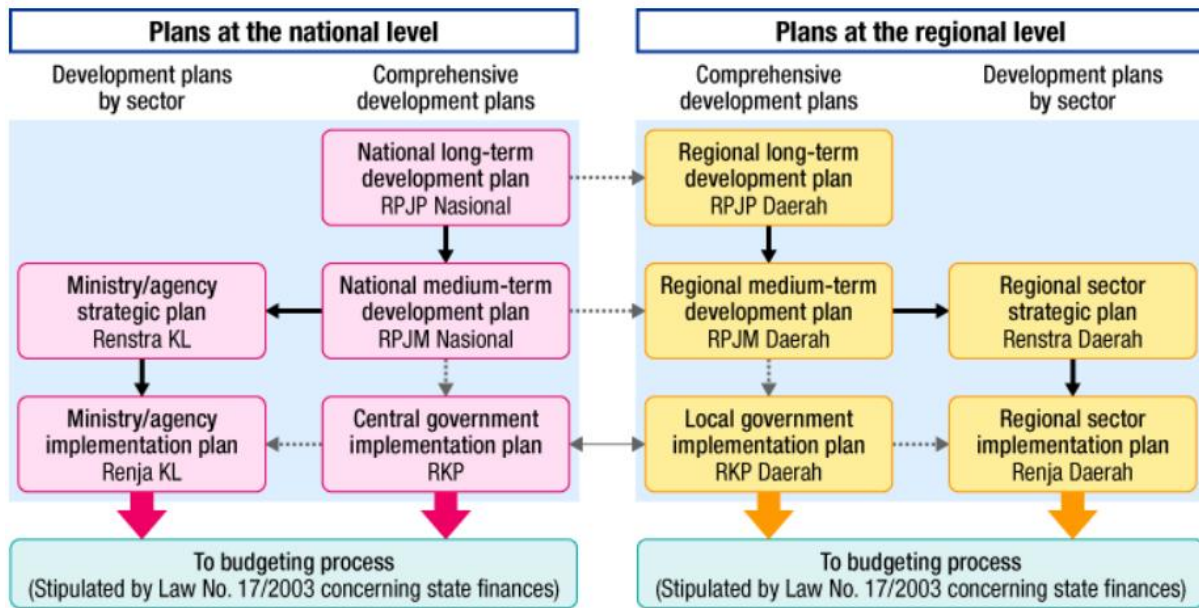 Plans at the national level
Development plans
by sector
Comprehensive
development plans
National long-term
development plan
RPJP Nasional
Ministry/agency
strategic plan
Renstra KL
National medium-term
development plan
RPJM Nasional
Ministry/agency
implementation plan
Renja KL
Central government
implementation plan
RKP
To budgeting process
(Stipulated by Law No. 17/2003 concerning state finances)
Plans at the regional level
Comprehensive
development plans
Development plans
by sector
Regional long-term
development plan
RPJP Daerah
Regional medium-term
development plan
RPJM Daerah
Regional sector
strategic plan
Renstra Daerah
Local government
implementation plan
RKP Daerah
Regional sector
implementation plan
Renja Daerah
To budgeting process
(Stipulated by Law No. 17/2003 concerning state finances)